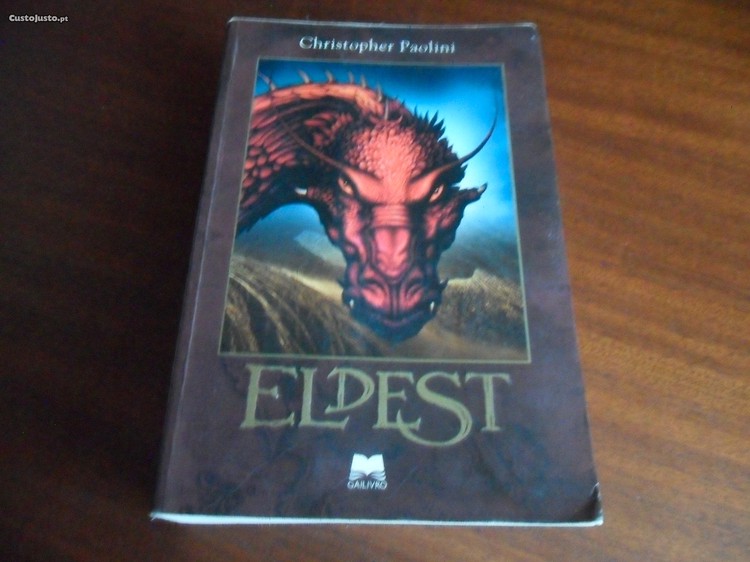 CustoJusto.pt
Christopher Paolini
ELDEST
GAILIVRO